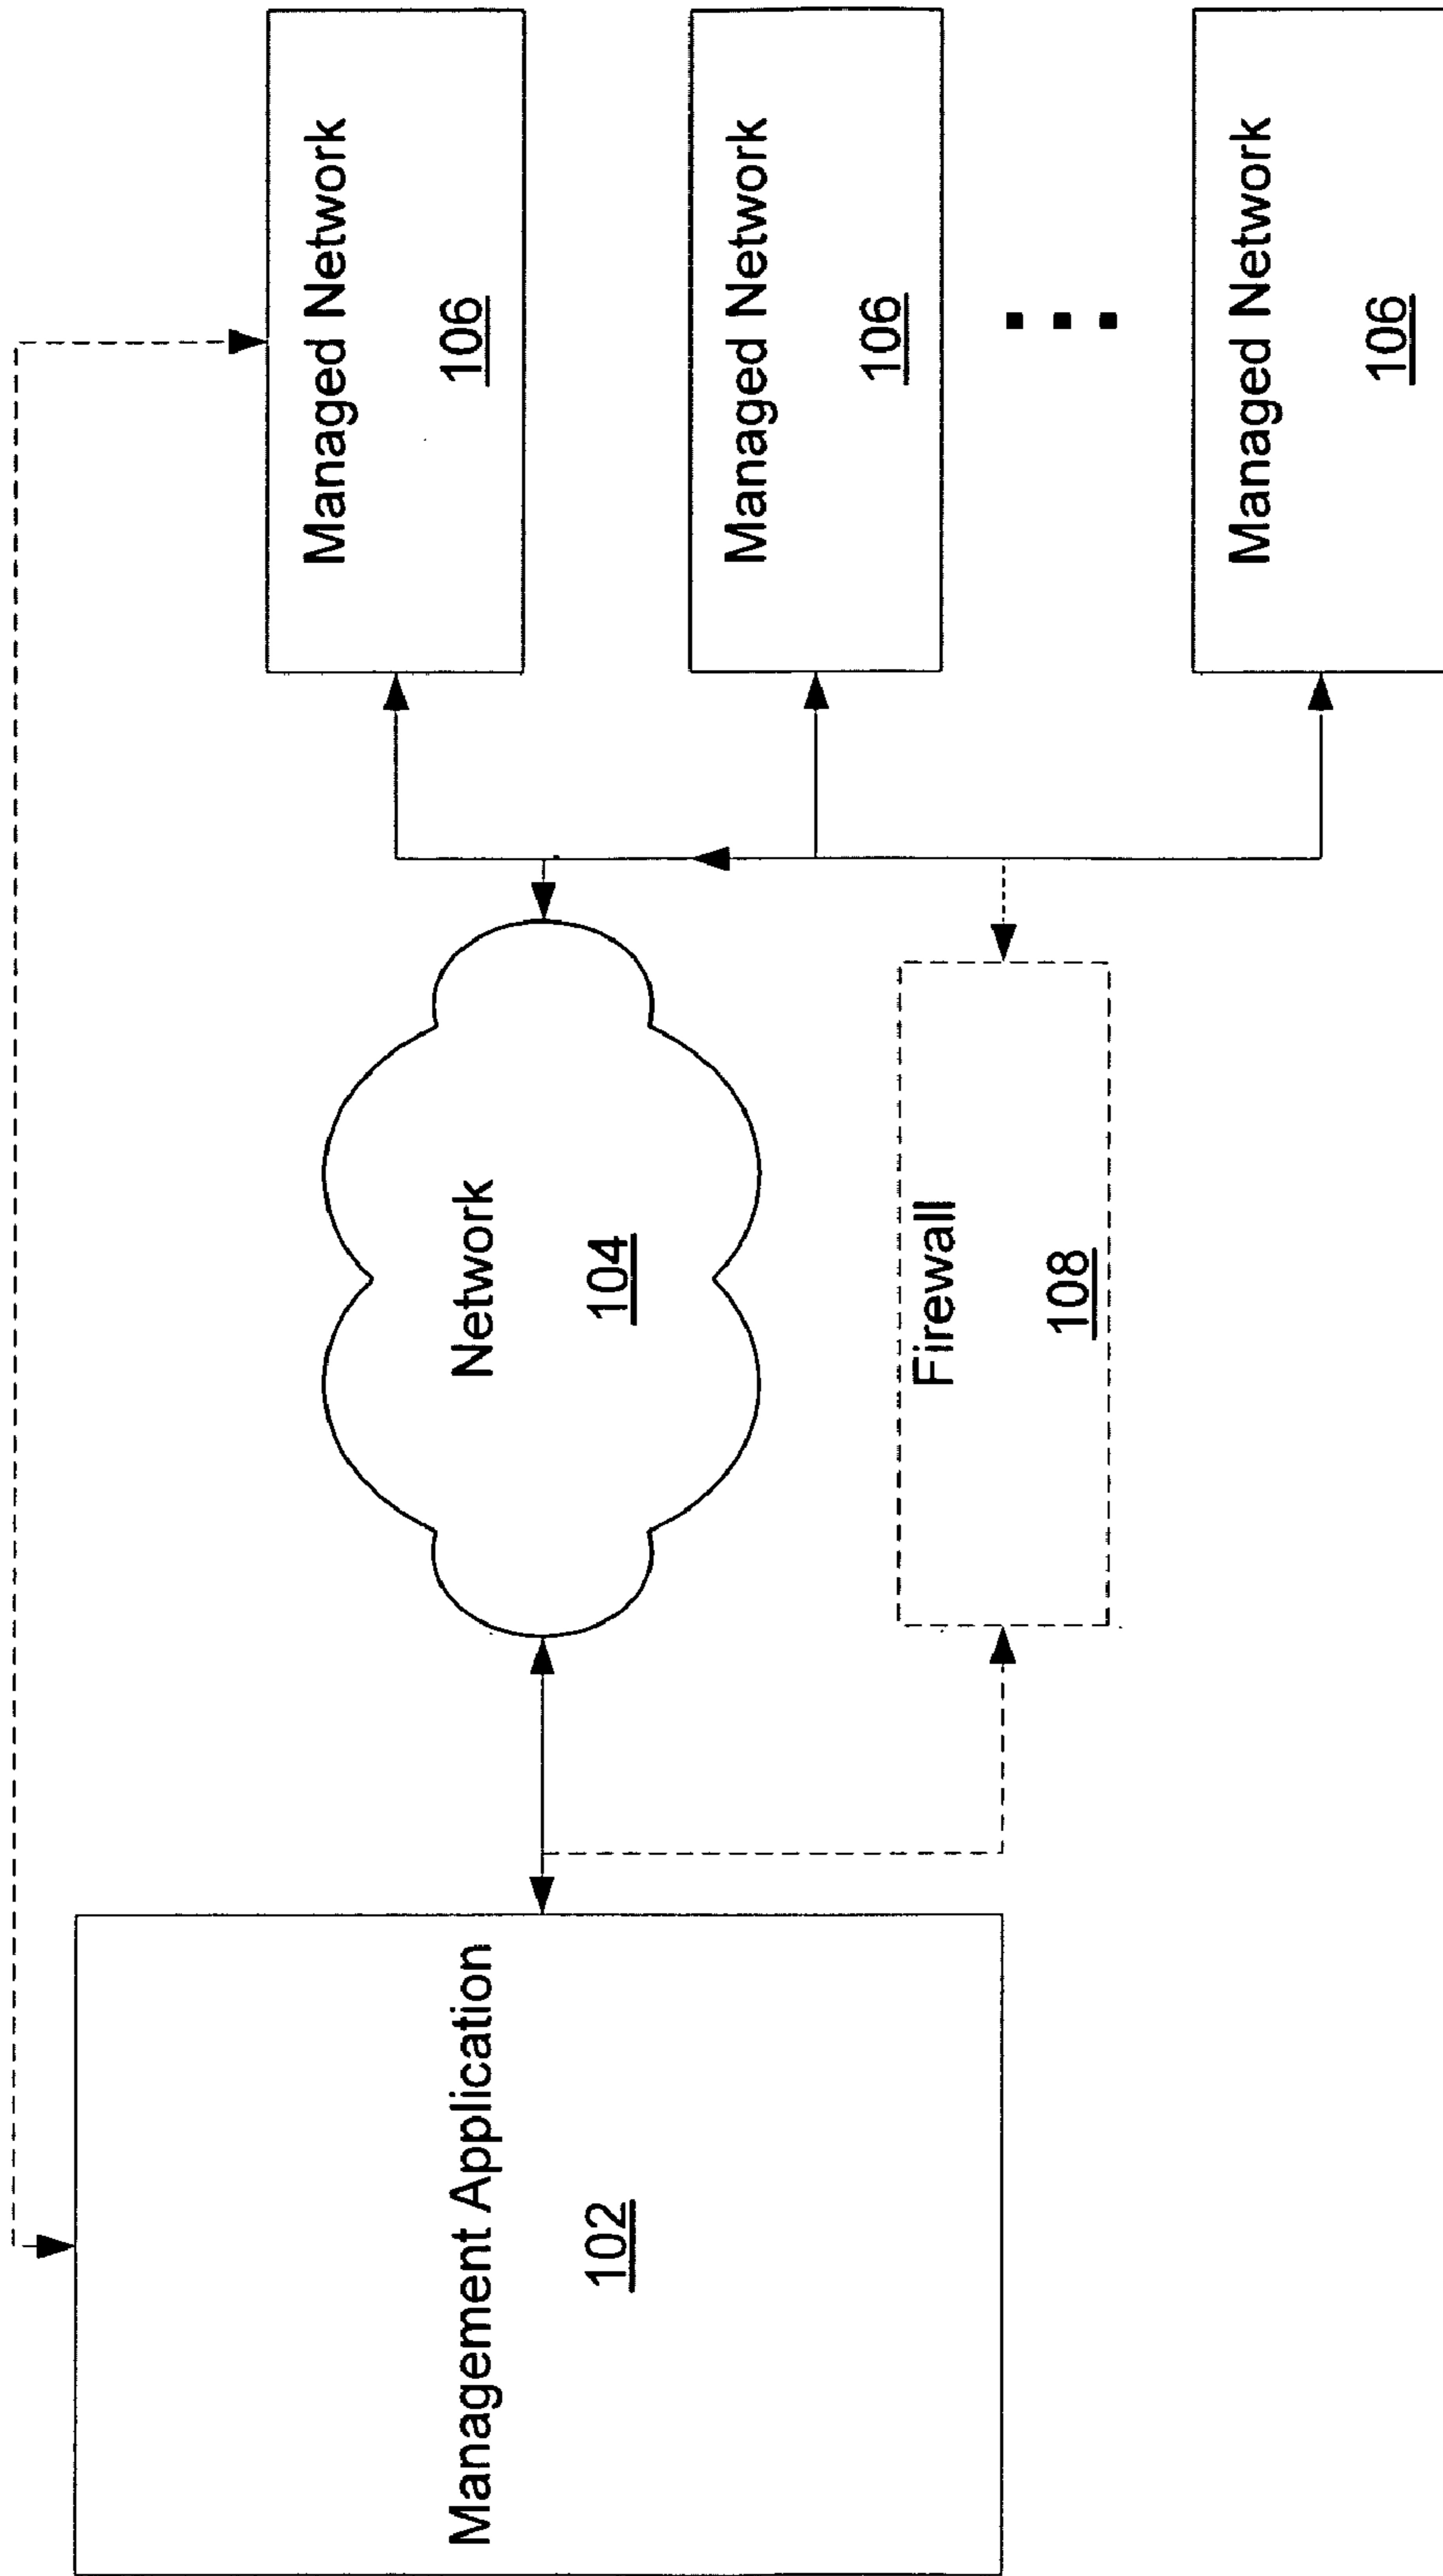 Management Application
102
Network
104
Firewall
108
Managed Network
106
Managed Network
106
Managed Network
106